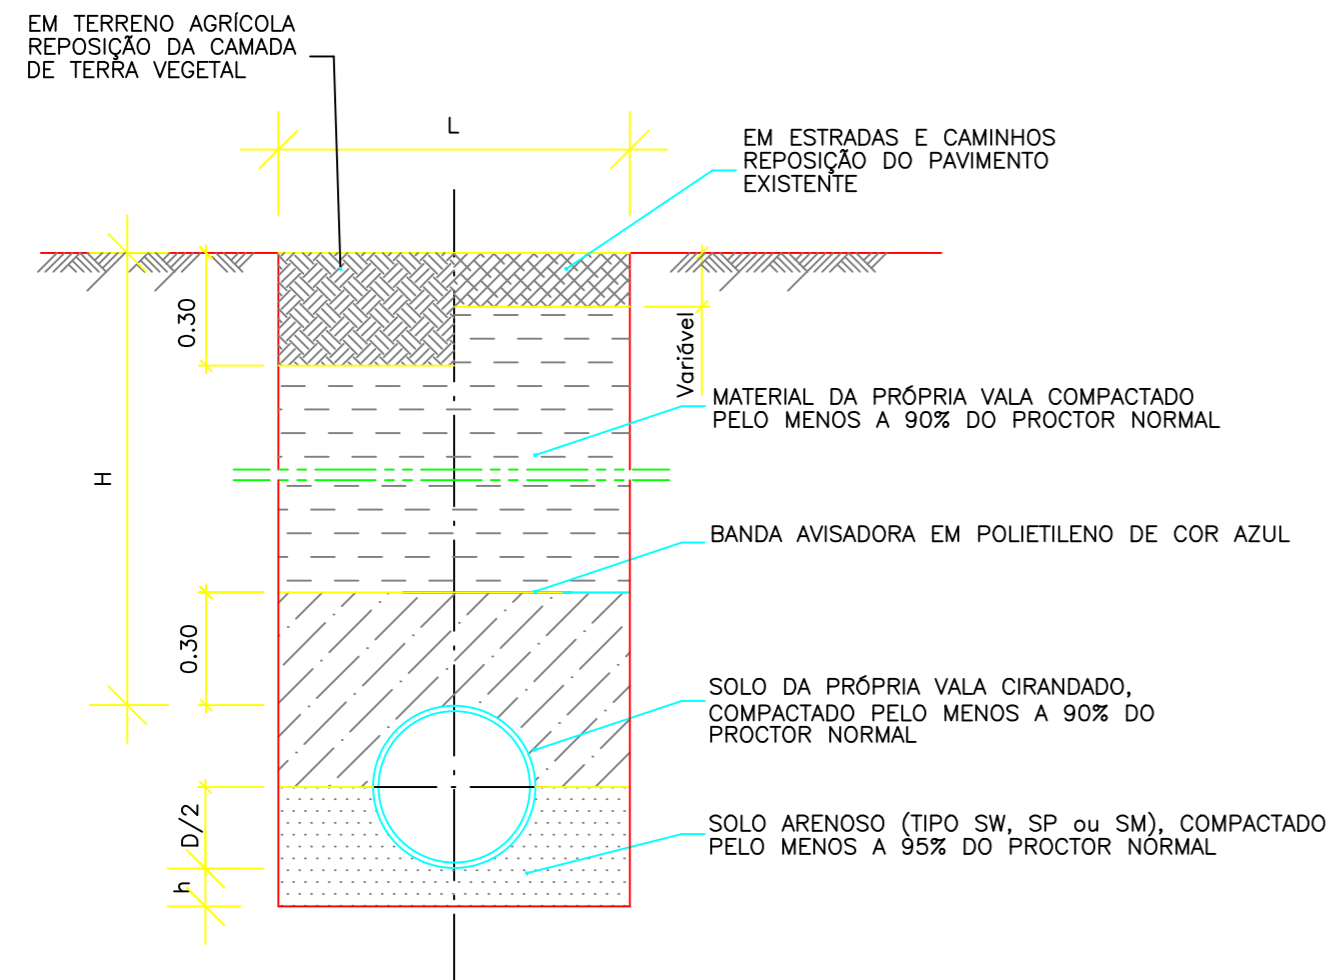 EM TERRENO AGRÍCOLA
REPOSIÇÃO DA CAMADA
DE TERRA VEGETAL
L
EM ESTRADAS E CAMINHOS
REPOSIÇÃO DO PAVIMENTO
EXISTENTE
0.30
Variável
MATERIAL DA PRÓPRIA VALA COMPACTADO
PELO MENOS A 90% DO PROCTOR NORMAL
H
BANDA AVISADORA EM POLIETILENO DE COR AZUL
0.30
SOLO DA PRÓPRIA VALA CIRANDADO,
COMPACTADO PELO MENOS A 90% DO
PROCTOR NORMAL
D/2
SOLO ARENOSO (TIPO SW, SP ou SM), COMPACTADO
PELO MENOS A 95% DO PROCTOR NORMAL
h